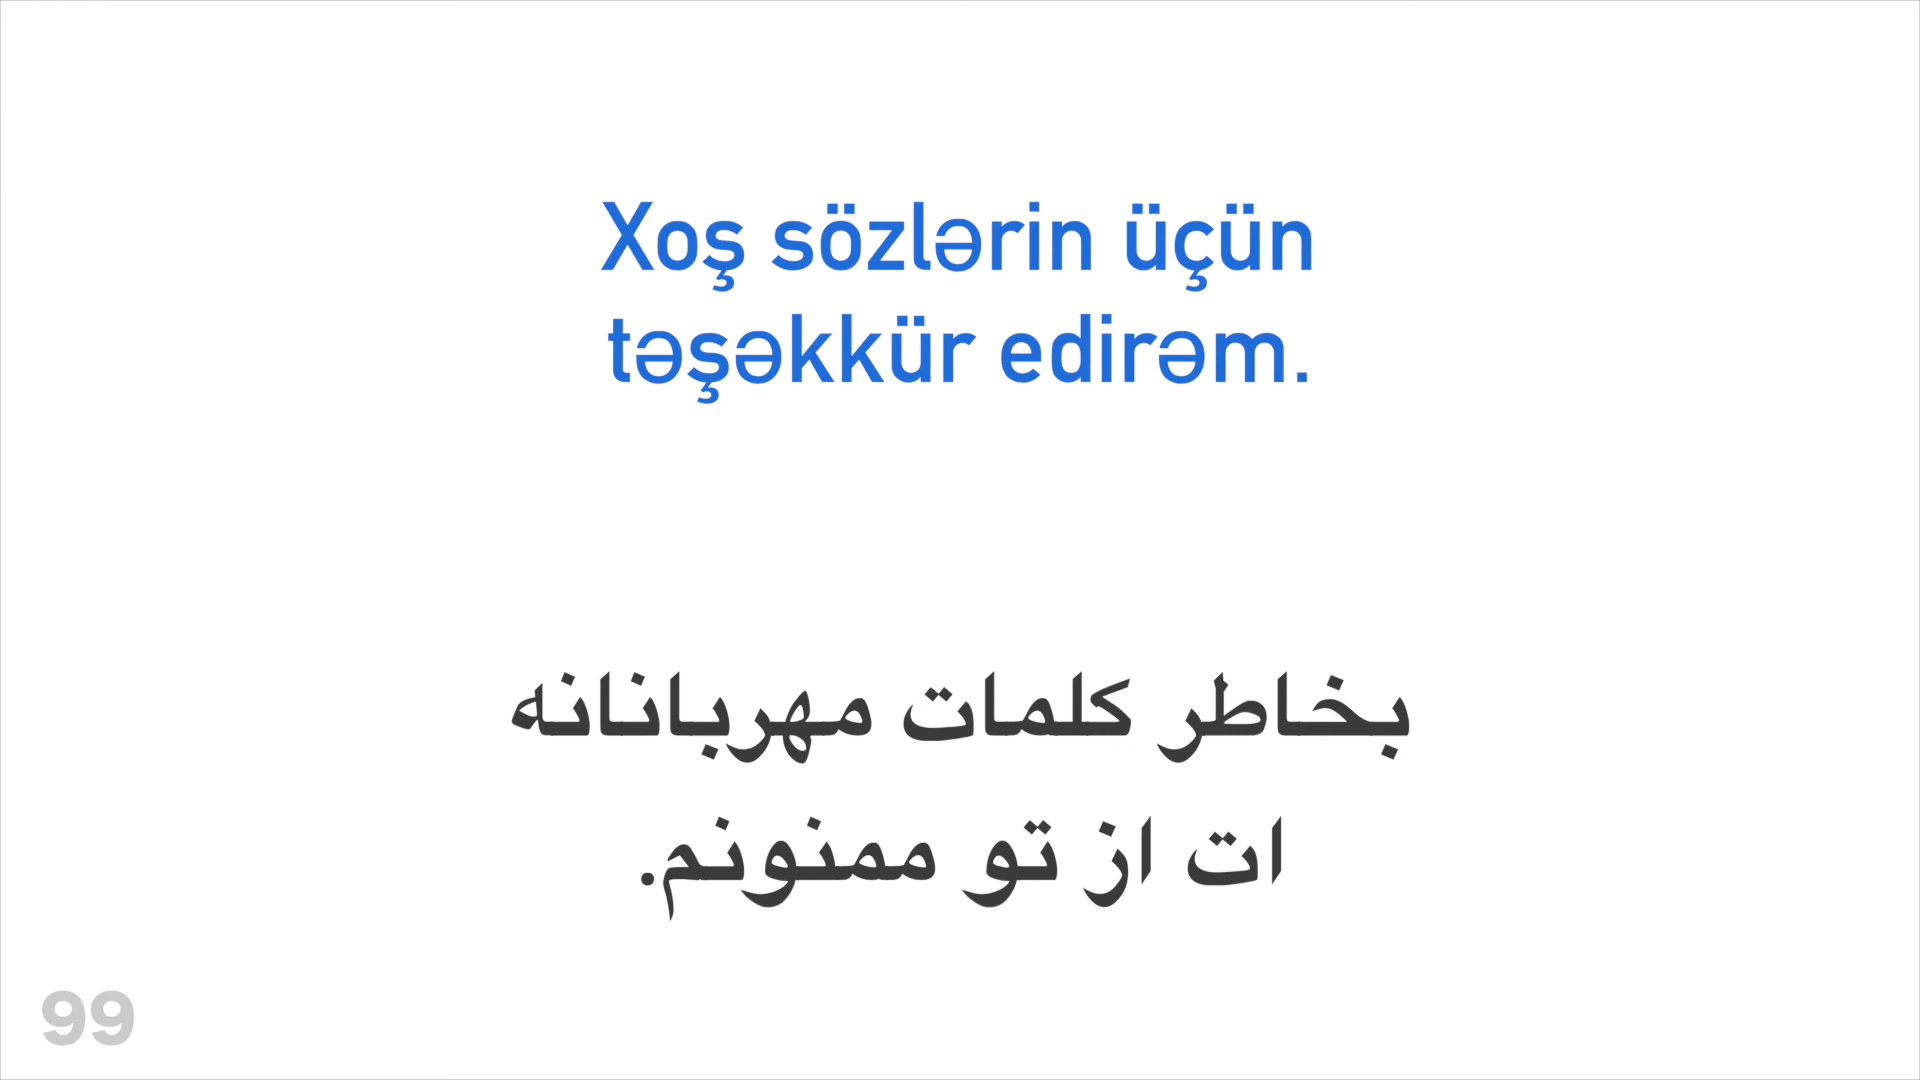 Xoş sözlərin üçün
təşəkkür edirəm.
بخاطر کلمات مهربانانه
ات از تو ممنونم.
99